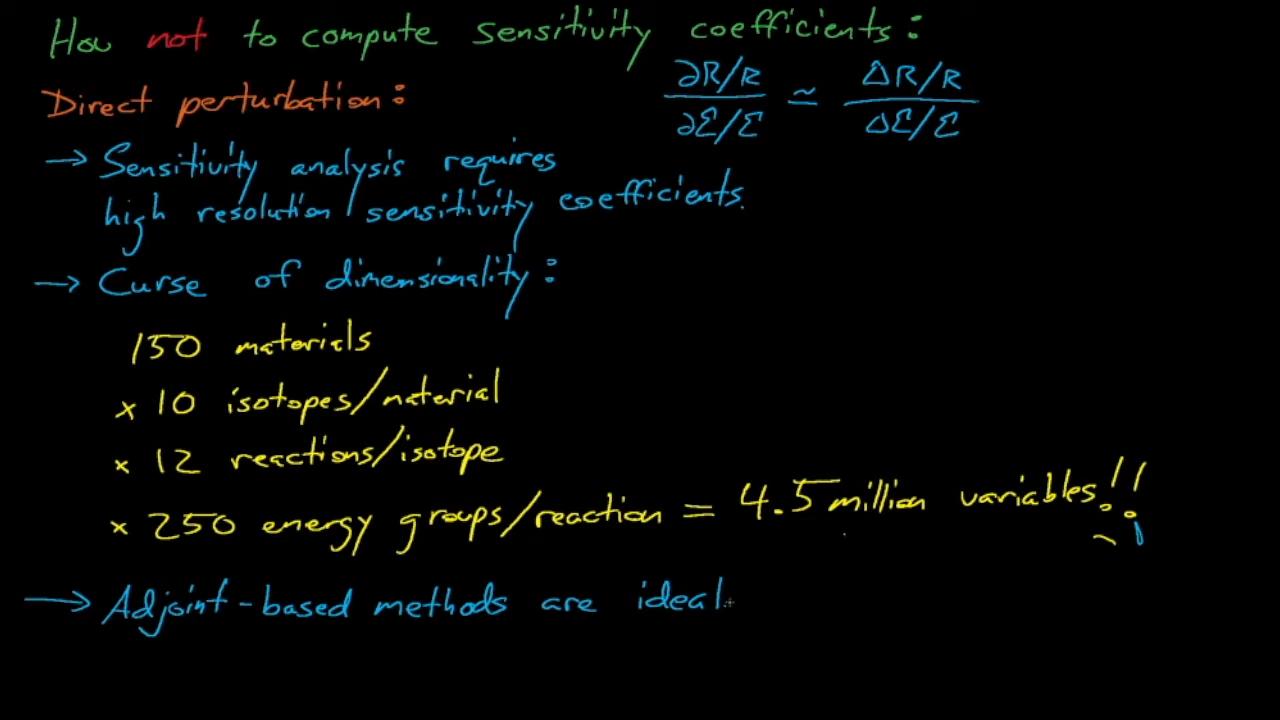 How not to compute sensitivity coefficients:
Direct perturbation:
∂R/R / ∂Σ/Σ ≃ ΔR/R / ΔΣ/Σ
→ Sensitivity analysis requires
high resolution sensitivity coefficients.
→ Curse of dimensionality:
150 materials
x 10 isotopes/material
x 12 reactions/isotope
x 250 energy groups/reaction = 4.5 million variables!!
→ Adjoint-based methods are ideal